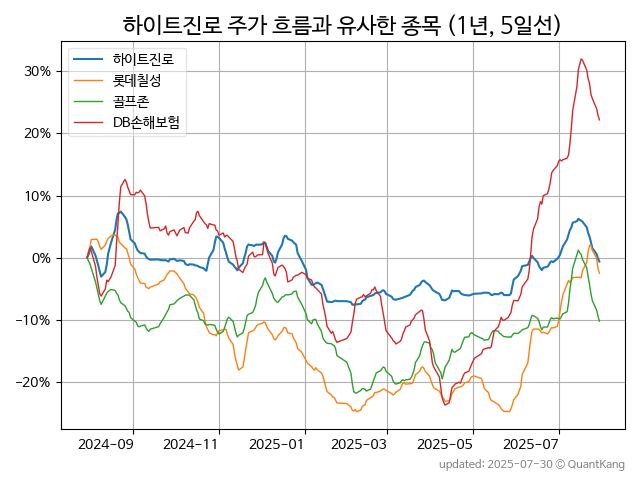 하이트진로 주가 흐름과 유사한 종목 (1년, 5일선)
하이트진로
롯데칠성
골프존
DB손해보험
30%
20%
10%
0%
−10%
−20%
2024-09 2024-11 2025-01 2025-03 2025-05 2025-07
updated: 2025-07-30 © QuantKang